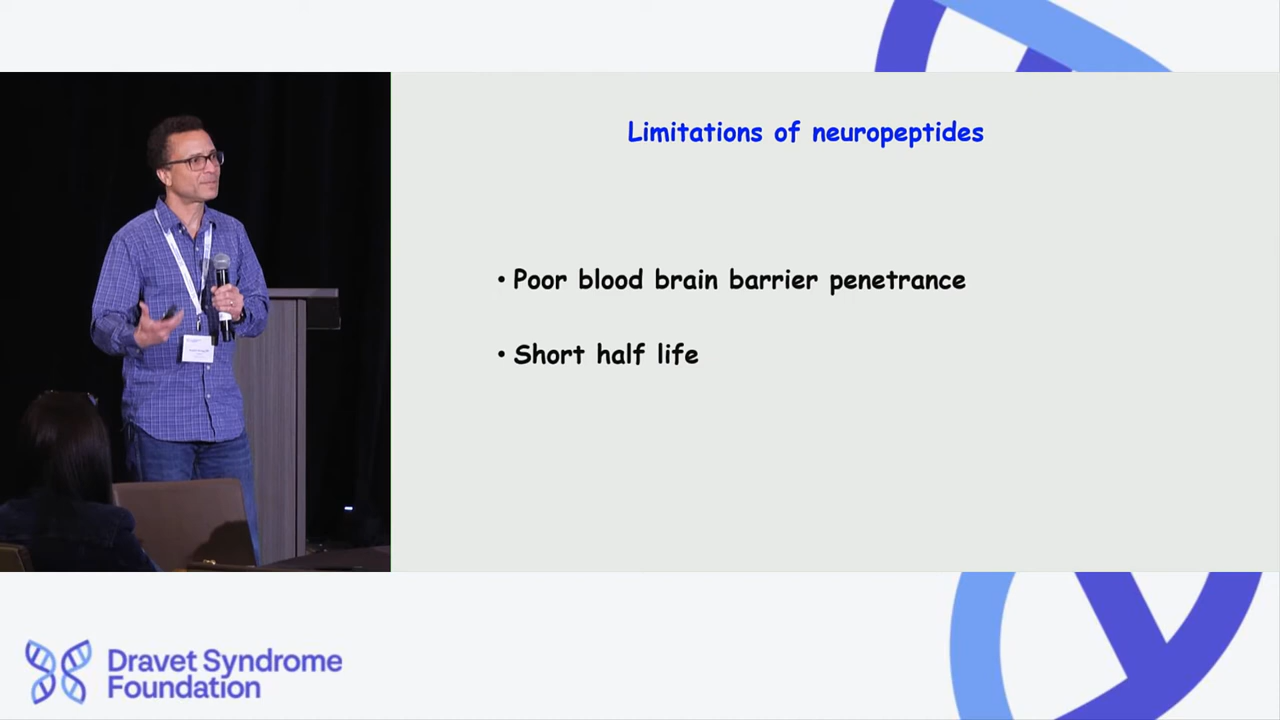 Limitations of neuropeptides
• Poor blood brain barrier penetrance
• Short half life
Dravet Syndrome
Foundation